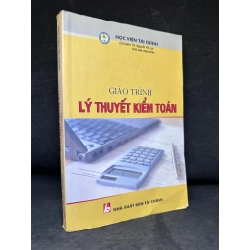 HỌC VIỆN TÀI CHÍNH
GIÁO TRÌNH
LÝ THUYẾT KIỂM TOÁN
NHÀ XUẤT BẢN TÀI CHÍNH